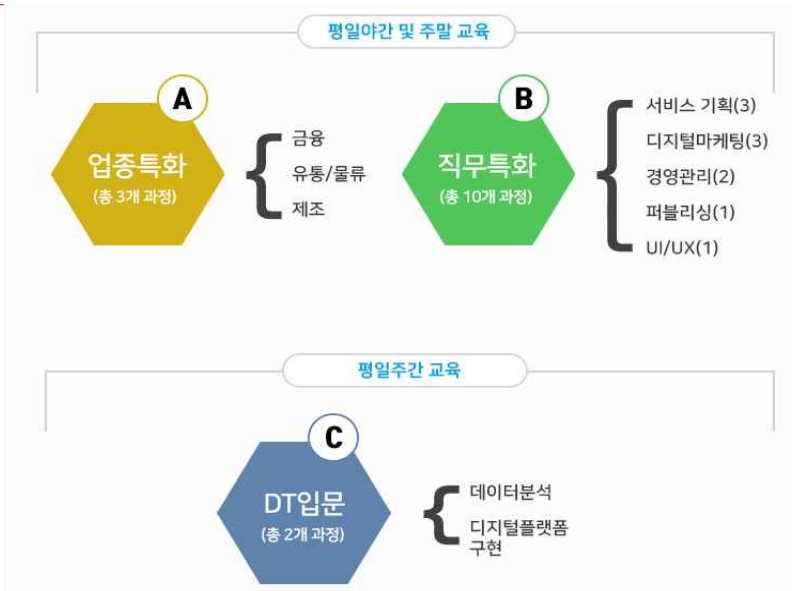 평일야간 및 주말 교육
A
업종특화
(총 3개 과정)
금융
유통/물류
제조
B
직무특화
(총 10개 과정)
서비스 기획(3)
디지털마케팅(3)
경영관리(2)
퍼블리싱(1)
UI/UX(1)
평일주간 교육
C
DT입문
(총 2개 과정)
데이터분석
디지털플랫폼
구현